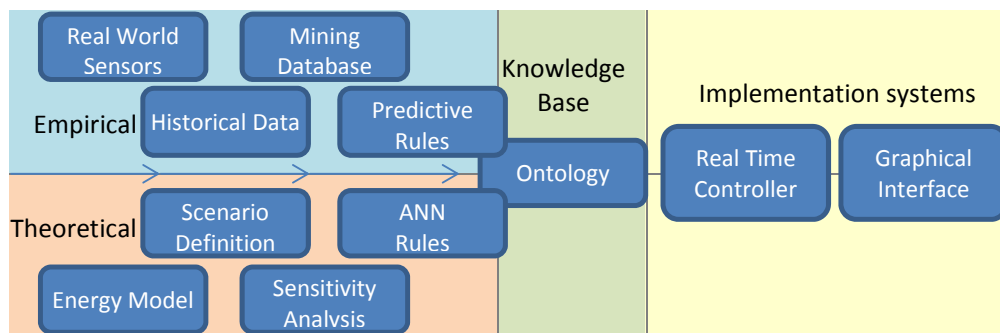 Real World
Sensors
Mining
Database
Empirical
Historical Data
Predictive
Rules
Theoretical
Scenario
Definition
ANN
Rules
Energy Model
Sensitivity
Analysis
Knowledge
Base
Ontology
Implementation systems
Real Time
Controller
Graphical
Interface